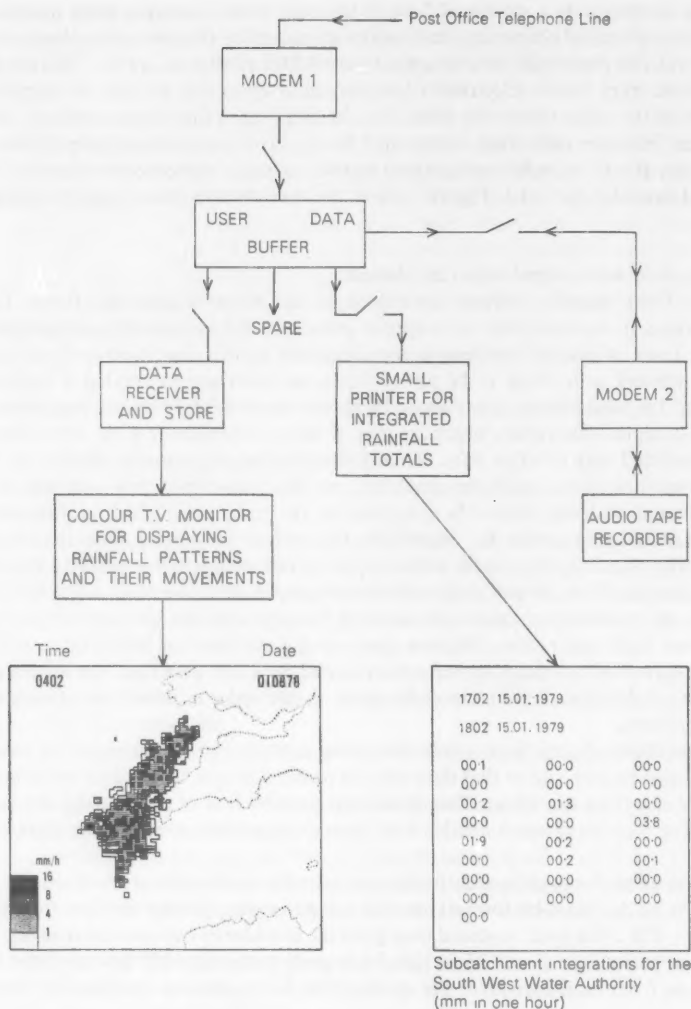 Post Office Telephone Line
MODEM 1
USER DATA
BUFFER
SPARE
DATA
RECEIVER
AND STORE
SMALL
PRINTER FOR
INTEGRATED
RAINFALL
TOTALS
MODEM 2
COLOUR T.V. MONITOR
FOR DISPLAYING
RAINFALL PATTERNS
AND THEIR MOVEMENTS
AUDIO TAPE
RECORDER
Time Date
0402 010678
mm/h
16
8
4
1
1702 15.01.1979
1802 15.01.1979
00·1 00·0 00·0
00·0 00·0 00·0
00 2 01·3 00·0
00·0 00·0 03·8
01·9 00·2 00·0
00·0 00·2 00·1
00·0 00·0 00·0
00·0 00·0 00·0
00·0
Subcatchment integrations for the
South West Water Authority
(mm in one hour)